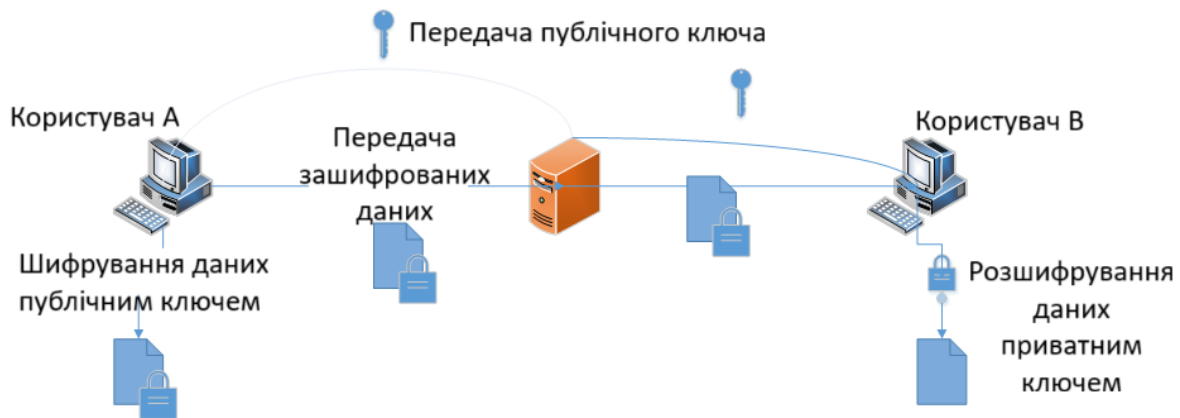 Передача публічного ключа
Користувач А
Користувач В
Передача
зашифрованих
даних
Шифрування даних
публічним ключем
Розшифрування
даних
приватним
ключем